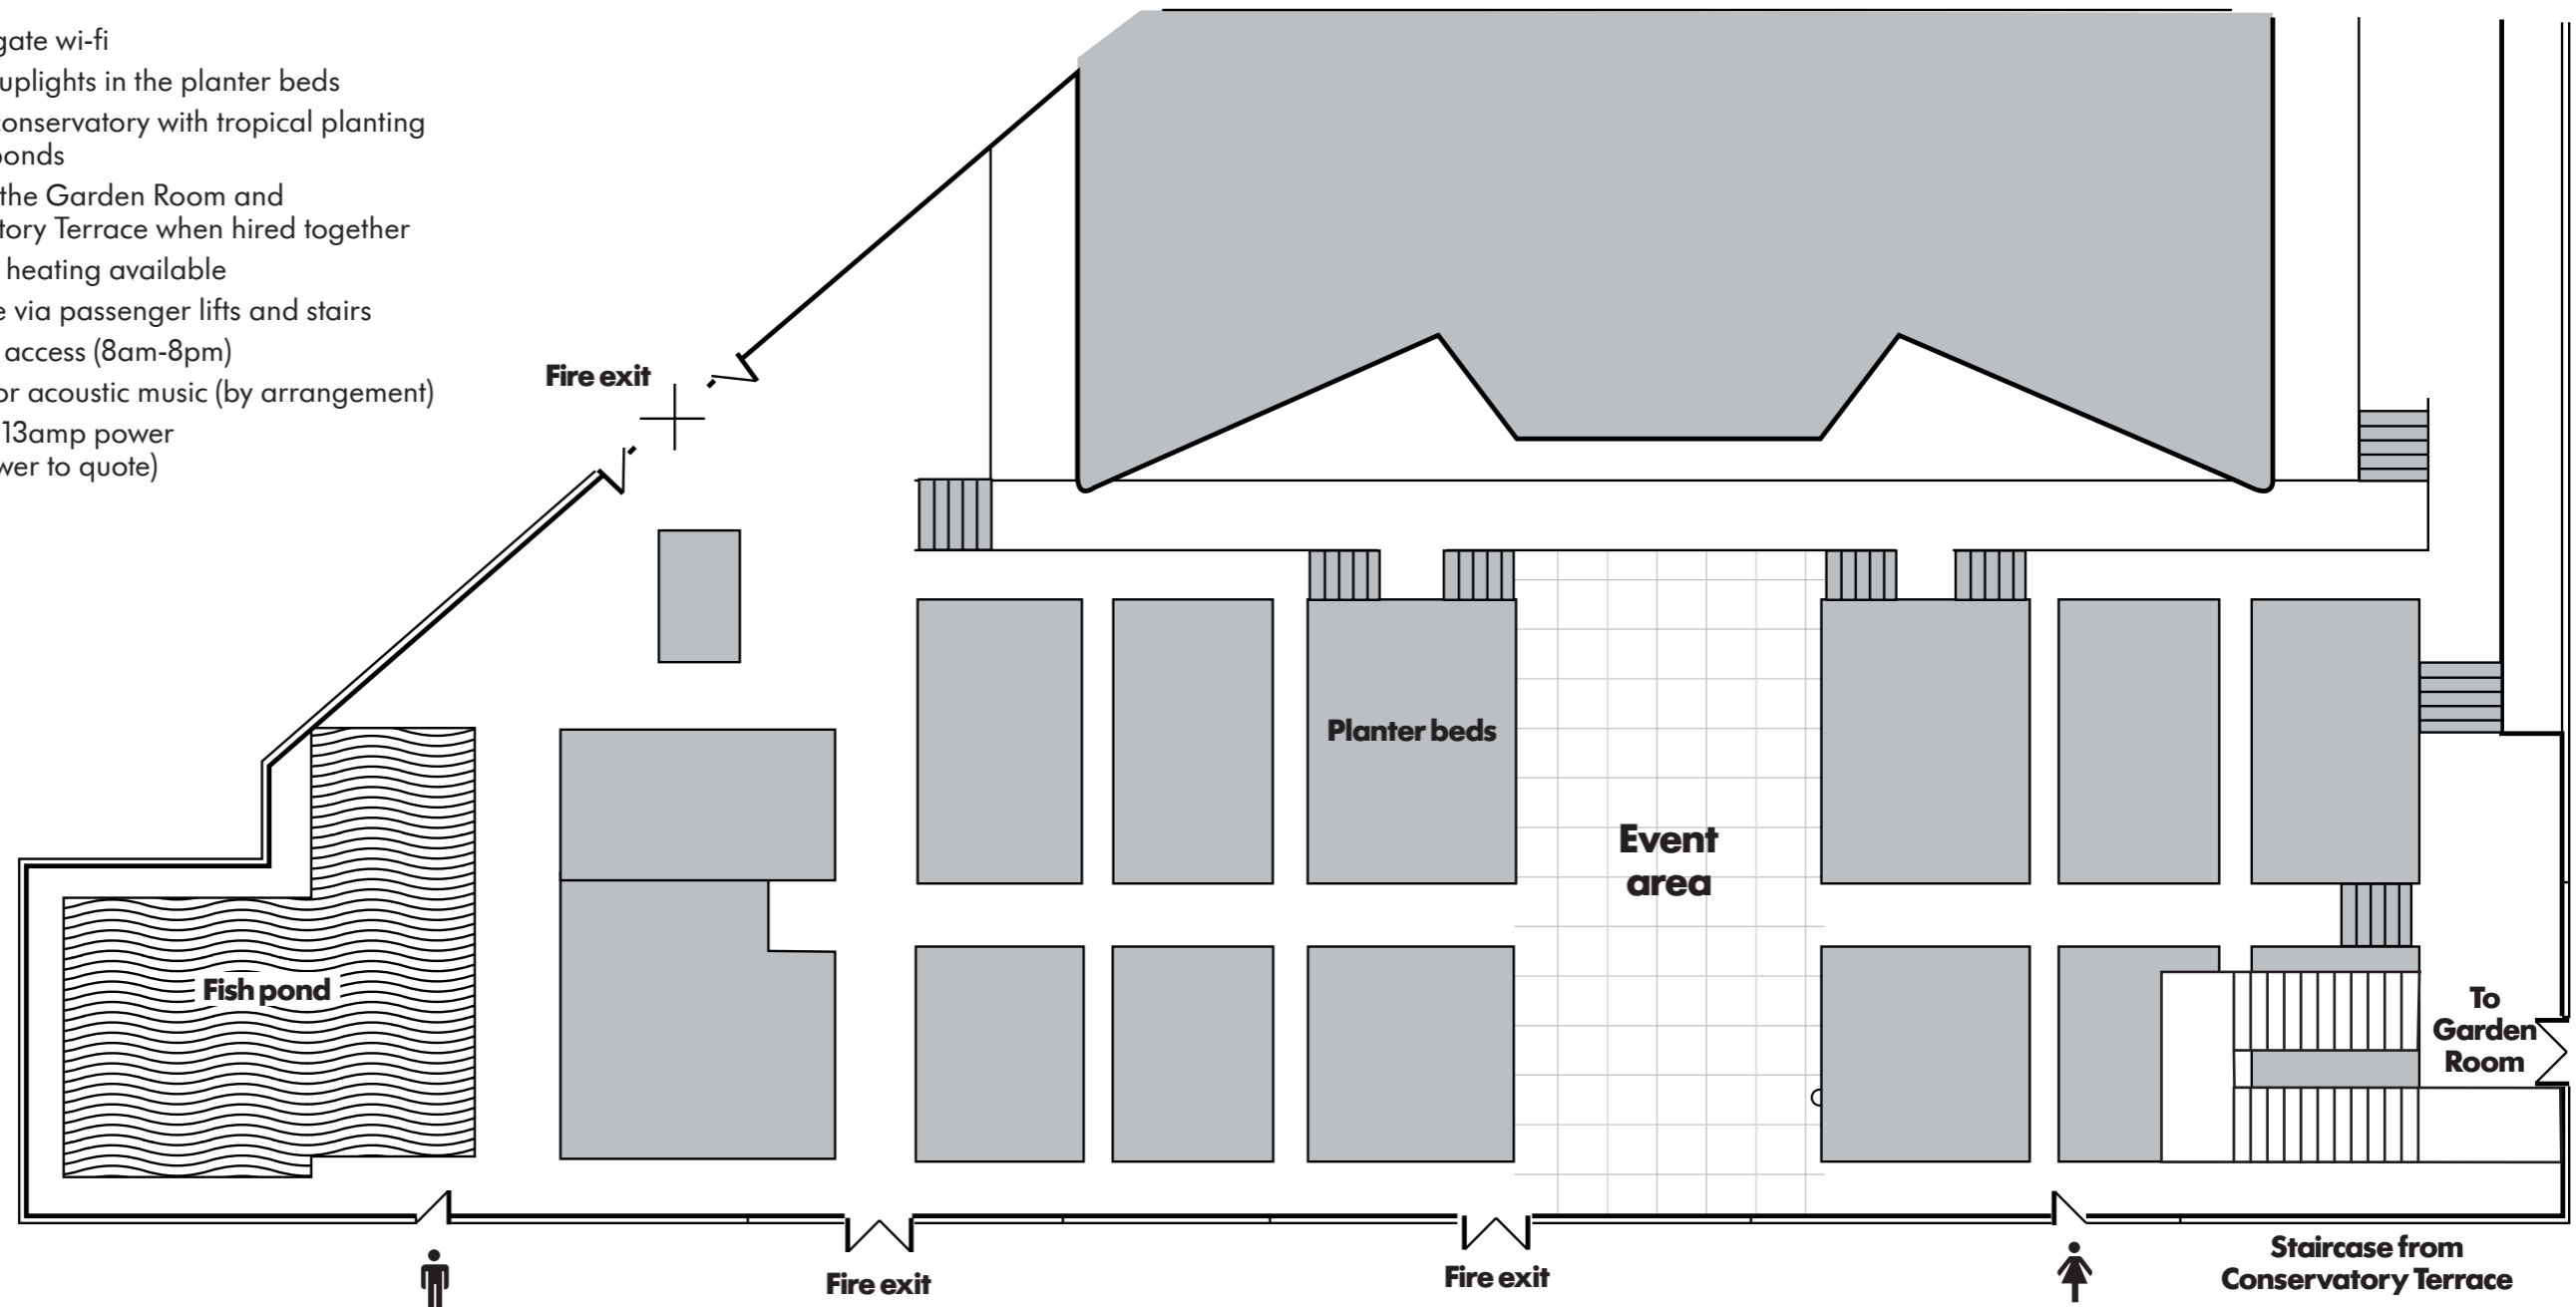 gate wi-fi
uplights in the planter beds
onservatory with tropical planting
onds
the Garden Room and
tory Terrace when hired together
heating available
e via passenger lifts and stairs
access (8am-8pm)
or acoustic music (by arrangement)
13amp power
wer to quote)
Fire exit
Planter beds
Event
area
Fish pond
To
Garden
Room
Fire exit
Fire exit
Staircase from
Conservatory Terrace